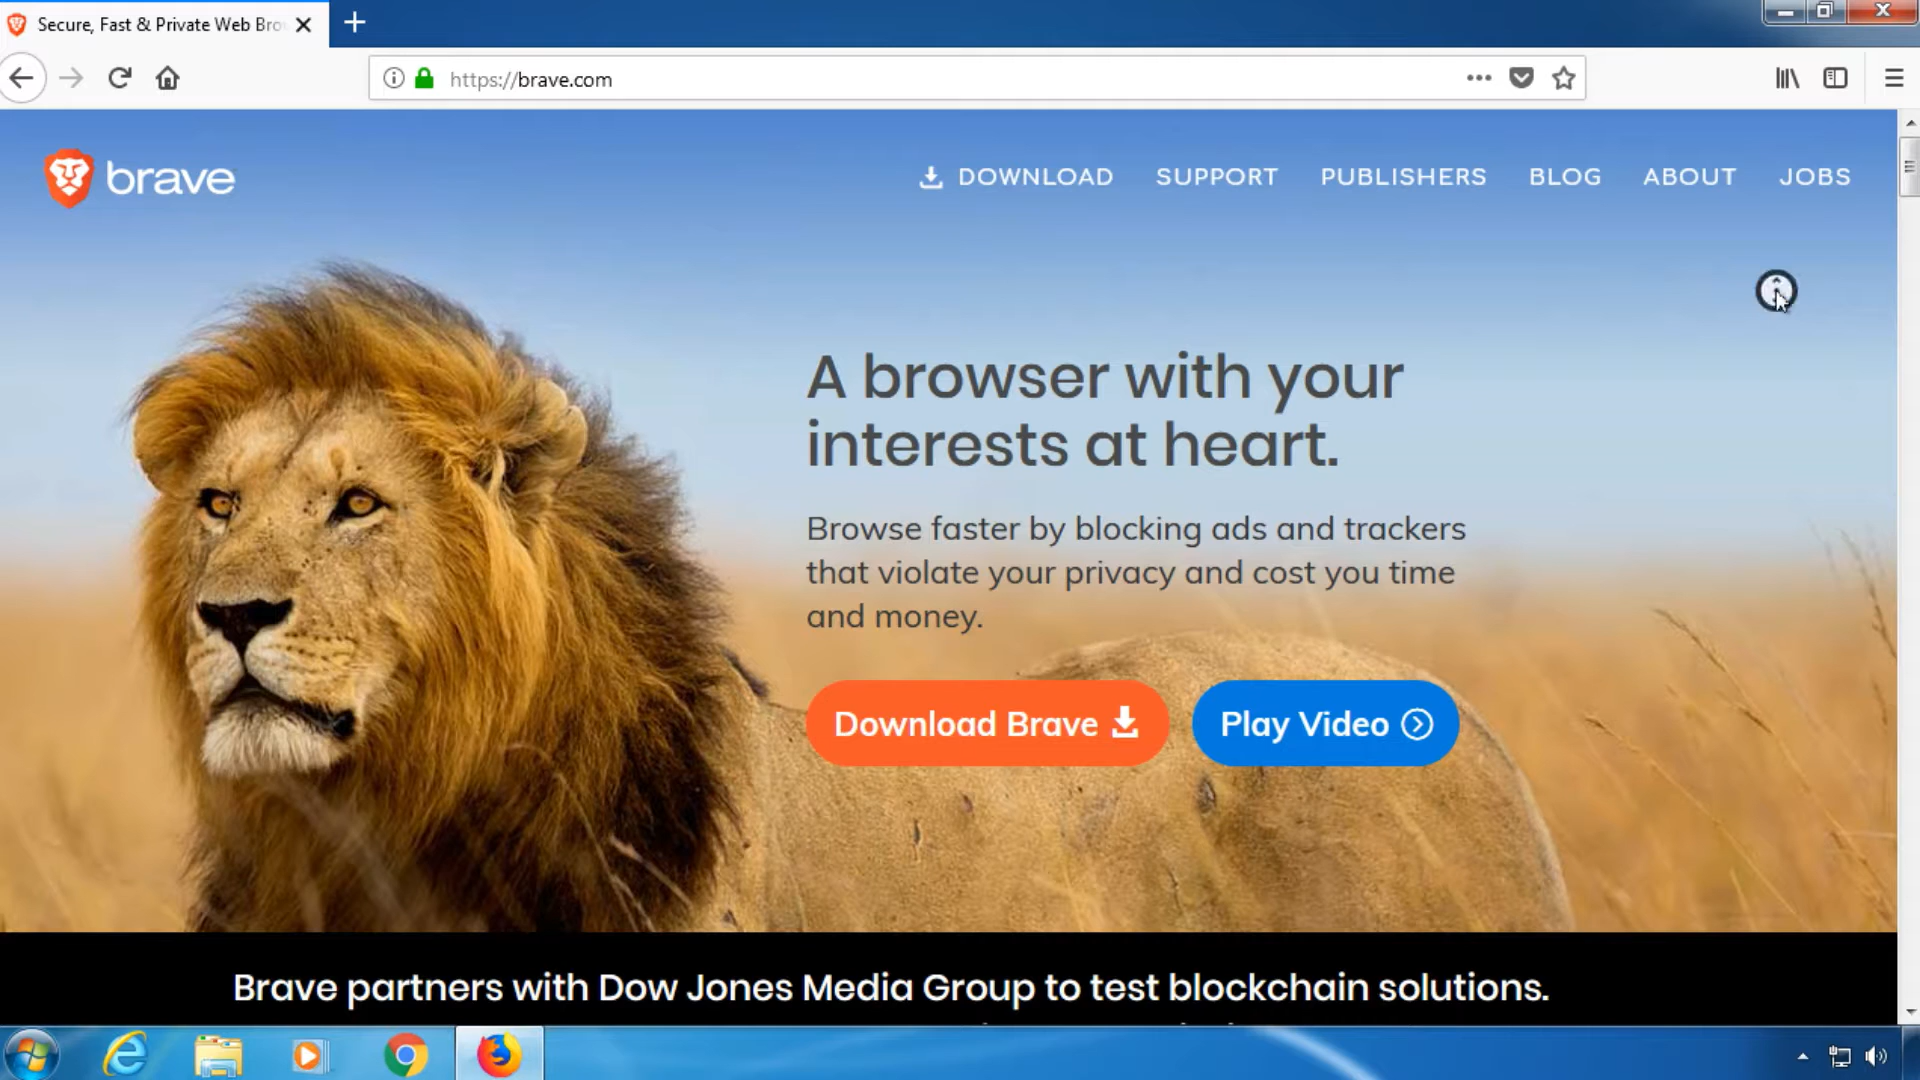 Secure, Fast & Private Web Bro
https://brave.com
brave
DOWNLOAD SUPPORT PUBLISHERS BLOG ABOUT JOBS
A browser with your
interests at heart.
Browse faster by blocking ads and trackers
that violate your privacy and cost you time
and money.
Download Brave
Play Video
Brave partners with Dow Jones Media Group to test blockchain solutions.